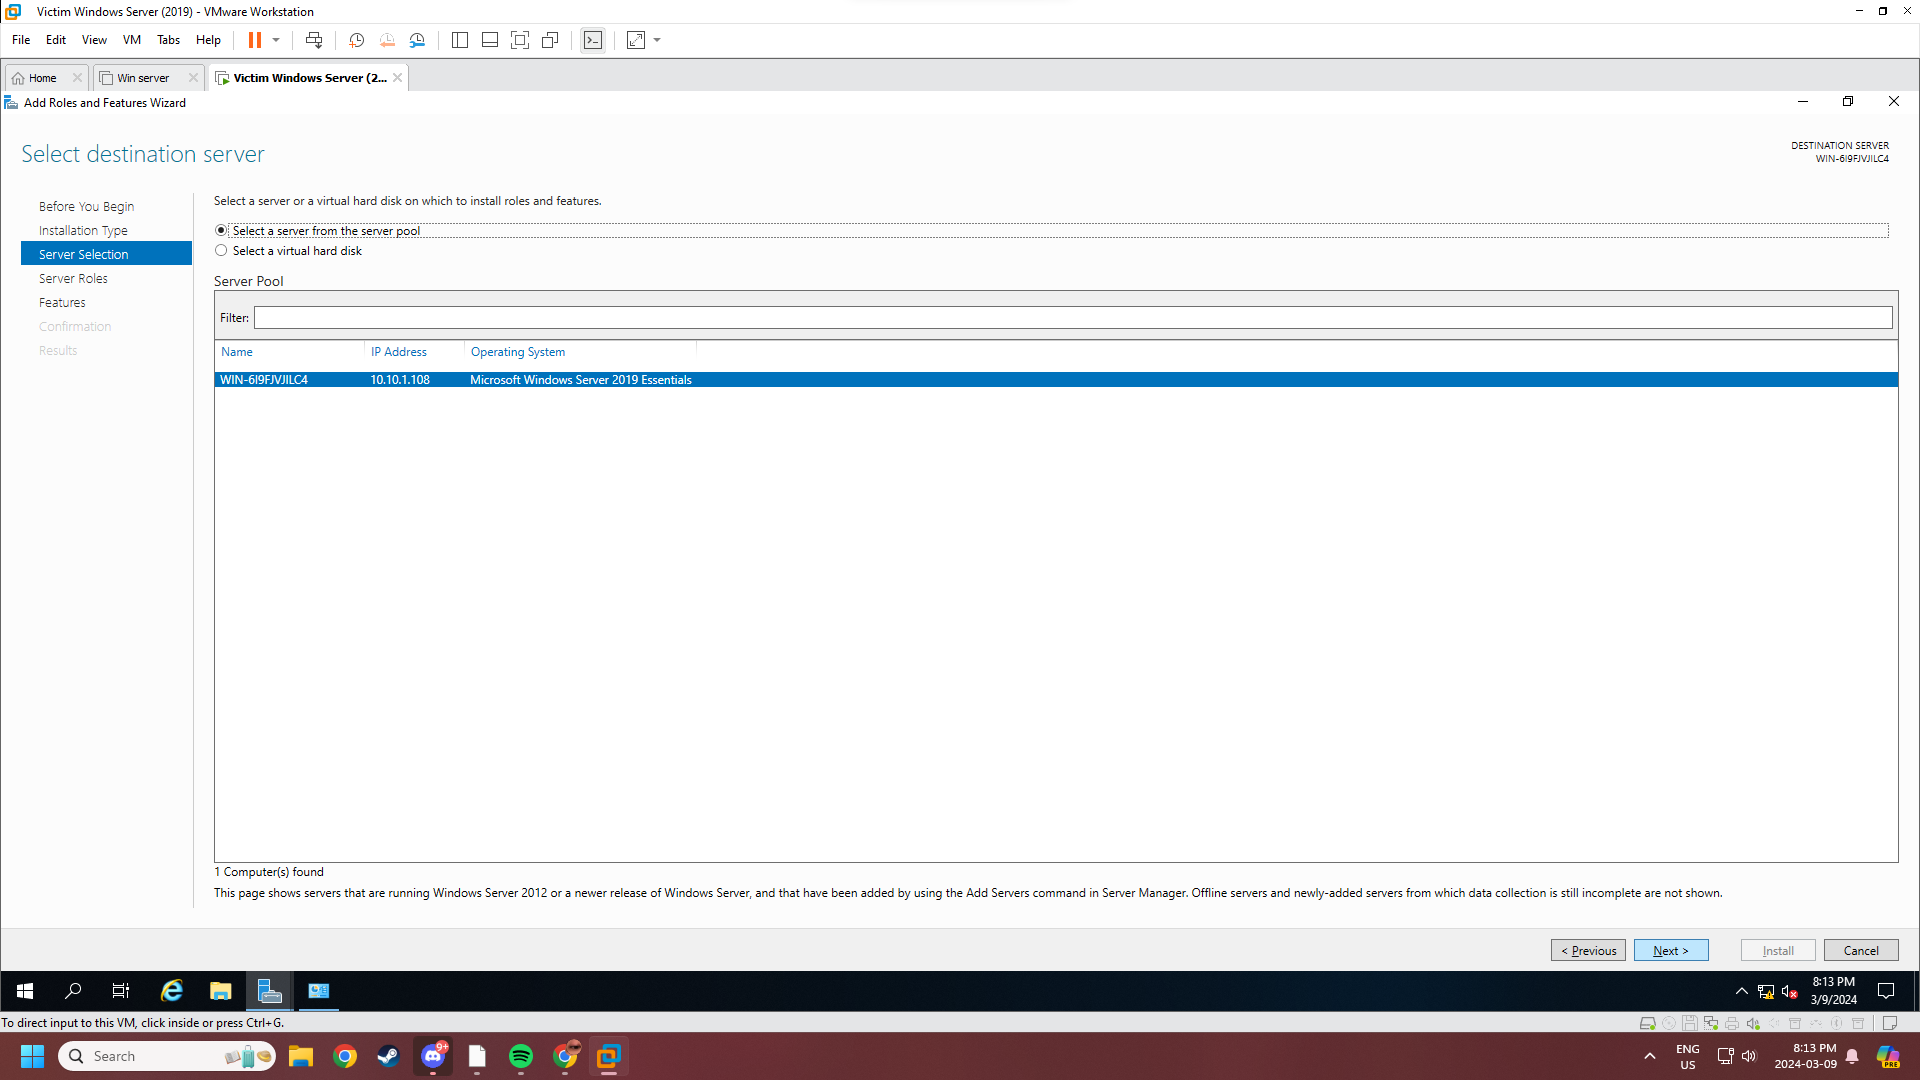 Victim Windows Server (2019) - VMware Workstation
File Edit View VM Tabs Help
Home
Win server
Victim Windows Server (2...
Add Roles and Features Wizard
Select destination server
DESTINATION SERVER
WIN-6I9FJVJILC4
Before You Begin
Installation Type
Server Selection
Server Roles
Features
Confirmation
Results
Select a server or a virtual hard disk on which to install roles and features.
Select a server from the server pool
Select a virtual hard disk
Server Pool
Filter:
Name IP Address Operating System
WIN-6I9FJVJILC4 10.10.1.108 Microsoft Windows Server 2019 Essentials
1 Computer(s) found
This page shows servers that are running Windows Server 2012 or a newer release of Windows Server, and that have been added by using the Add Servers command in Server Manager. Offline servers and newly-added servers from which data collection is still incomplete are not shown.
< Previous Next > Install Cancel
8:13 PM
3/9/2024
To direct input to this VM, click inside or press Ctrl+G.
Search
9+
ENG
US
8:13 PM
2024-03-09
PRE